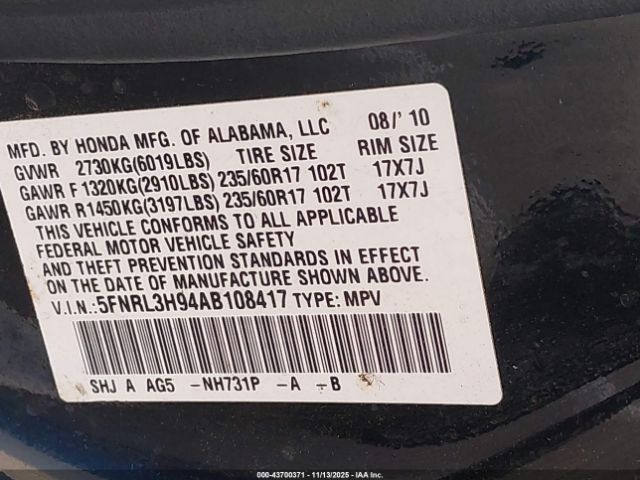 MFD. BY HONDA MFG. OF ALABAMA, LLC 08/' 10
GVWR 2730KG(6019LBS) TIRE SIZE RIM SIZE
GAWR F 1320KG(2910LBS) 235/60R17 102T 17X7J
GAWR R1450KG(3197LBS) 235/60R17 102T 17X7J
THIS VEHICLE CONFORMS TO ALL APPLICABLE
FEDERAL MOTOR VEHICLE SAFETY
AND THEFT PREVENTION STANDARDS IN EFFECT
ON THE DATE OF MANUFACTURE SHOWN ABOVE.
V.I.N.:5FNRL3H94AB108417 TYPE: MPV
SHJ A AG5 -NH731P -A -B
000-43700371 - 11/13/2025 - IAA Inc.